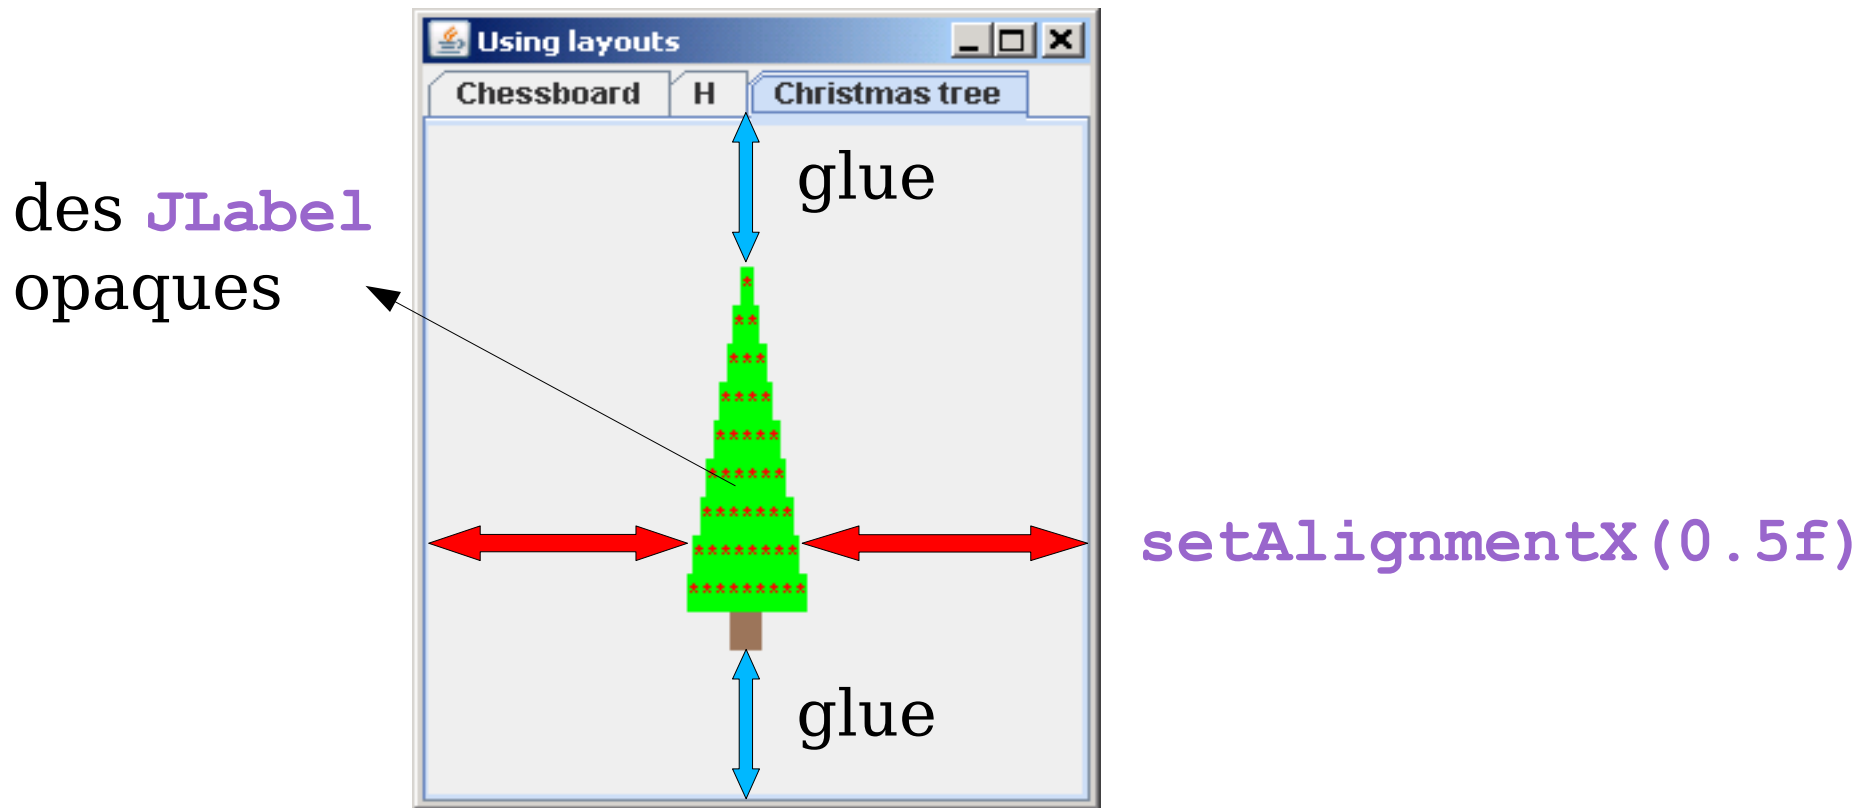 Using layouts
Chessboard H Christmas tree
glue
des JLabel
opaques
*
**
***
****
*****
******
*******
********
*********
setAlignmentX(0.5f)
glue